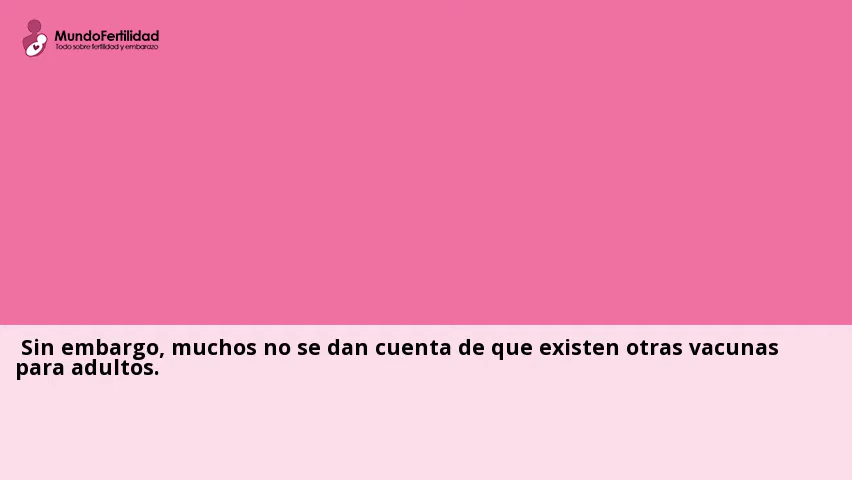 MundoFertilidad
Todo sobre fertilidad y embarazo
Sin embargo, muchos no se dan cuenta de que existen otras vacunas
para adultos.